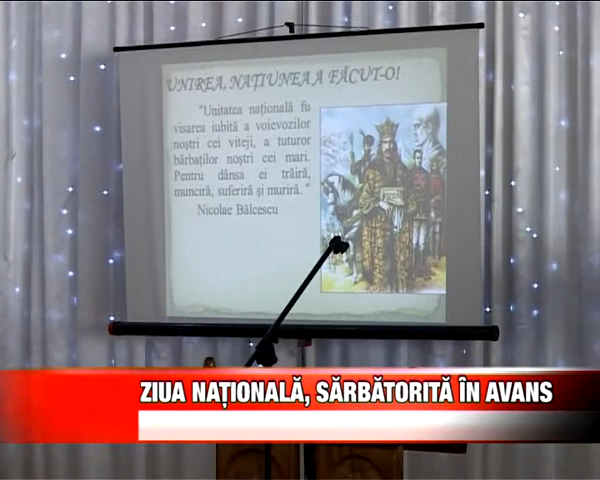 UNIREA, NAȚIUNEA A FĂCUT-O!
"Unitatea națională fu
visarea iubită a voievozilor
noștri cei viteji, a tuturor
bărbaților noștri cei mari.
Pentru dânsa ei trăiră,
munciră, suferiră și muriră. "
Nicolae Bălcescu
ZIUA NAȚIONALĂ, SĂRBĂTORITĂ ÎN AVANS